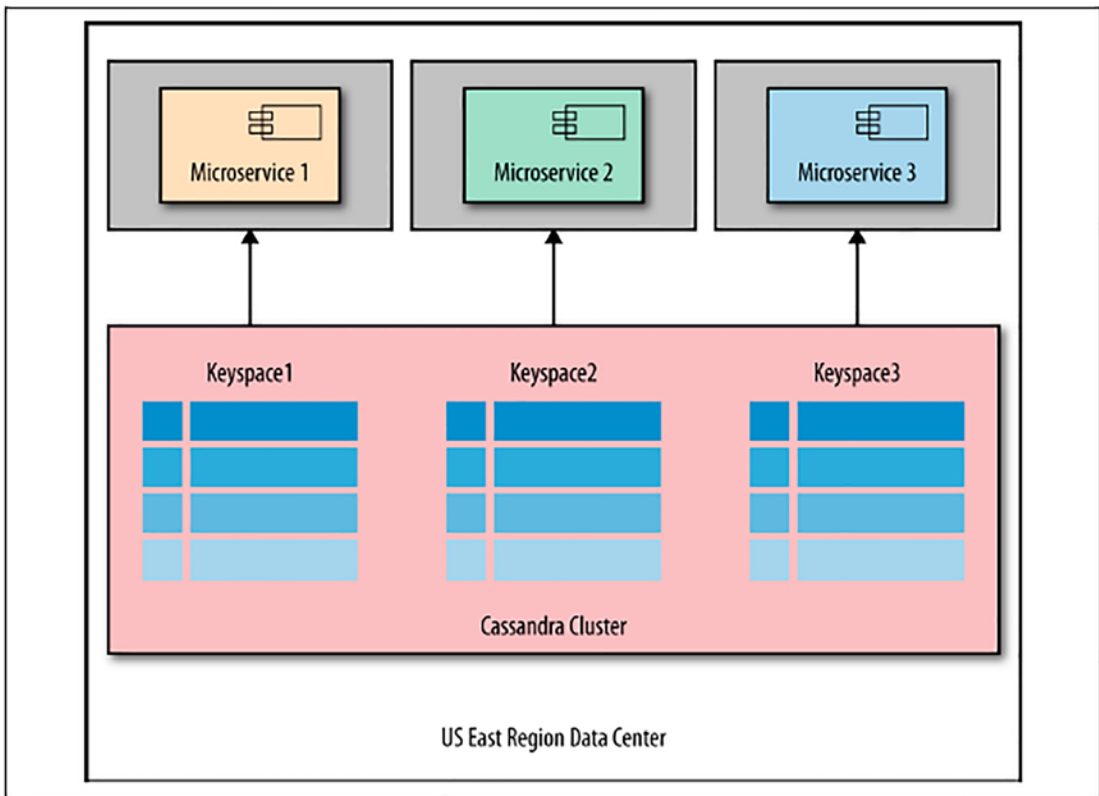 Microservice 1
Microservice 2
Microservice 3
Keyspace1
Keyspace2
Keyspace3
Cassandra Cluster
US East Region Data Center